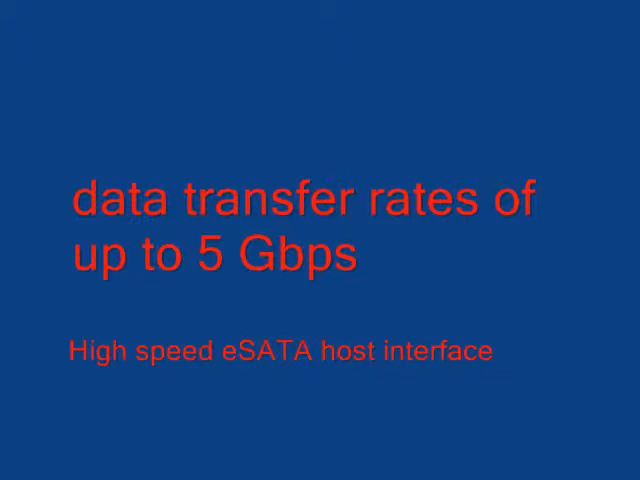 data transfer rates of
up to 5 Gbps
High speed eSATA host interface